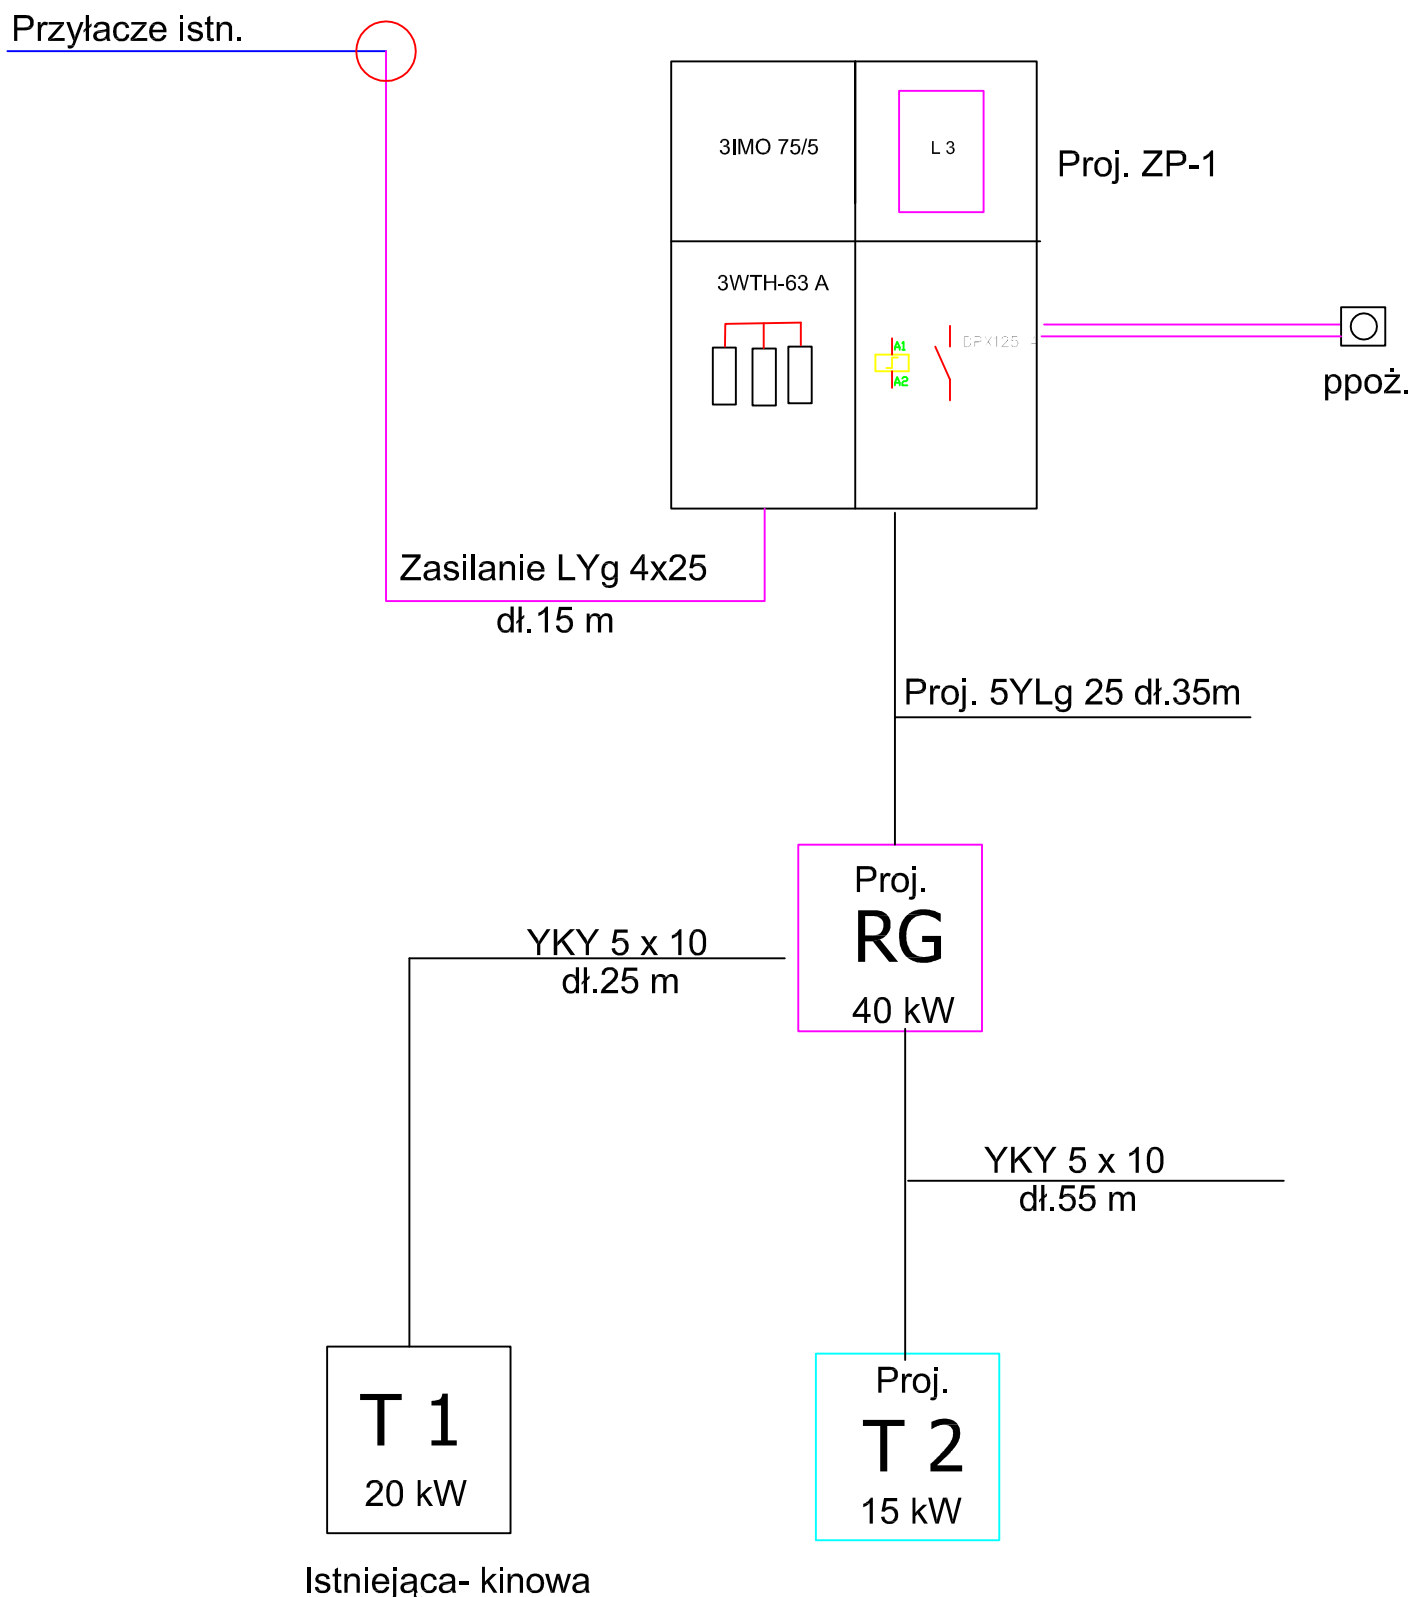 Przyłacze istn.
3IMO 75/5
L 3
Proj. ZP-1
3WTH-63 A
A1
A2
DPX125
ppoż.
Zasilanie LYg 4x25
dł.15 m
Proj. 5YLg 25 dł.35m
Proj.
RG
40 kW
YKY 5 x 10
dł.25 m
YKY 5 x 10
dł.55 m
T 1
20 kW
Istniejąca- kinowa
Proj.
T 2
15 kW